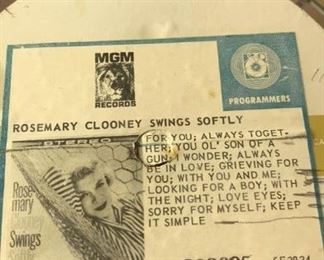 MGM
RECORDS
PROGRAMMERS
ROSEMARY CLOONEY SWINGS SOFTLY
STEREO
FOR YOU; ALWAYS TOGET-
HER; YOU OL' SON OF A
GUN; I WONDER; ALWAYS
BE IN LOVE; GRIEVING FOR
YOU; WITH YOU AND ME;
LOOKING FOR A BOY; WITH
THE NIGHT; LOVE EYES;
SORRY FOR MYSELF; KEEP
IT SIMPLE
Rose-
mary
Clooney
Swings
Softly